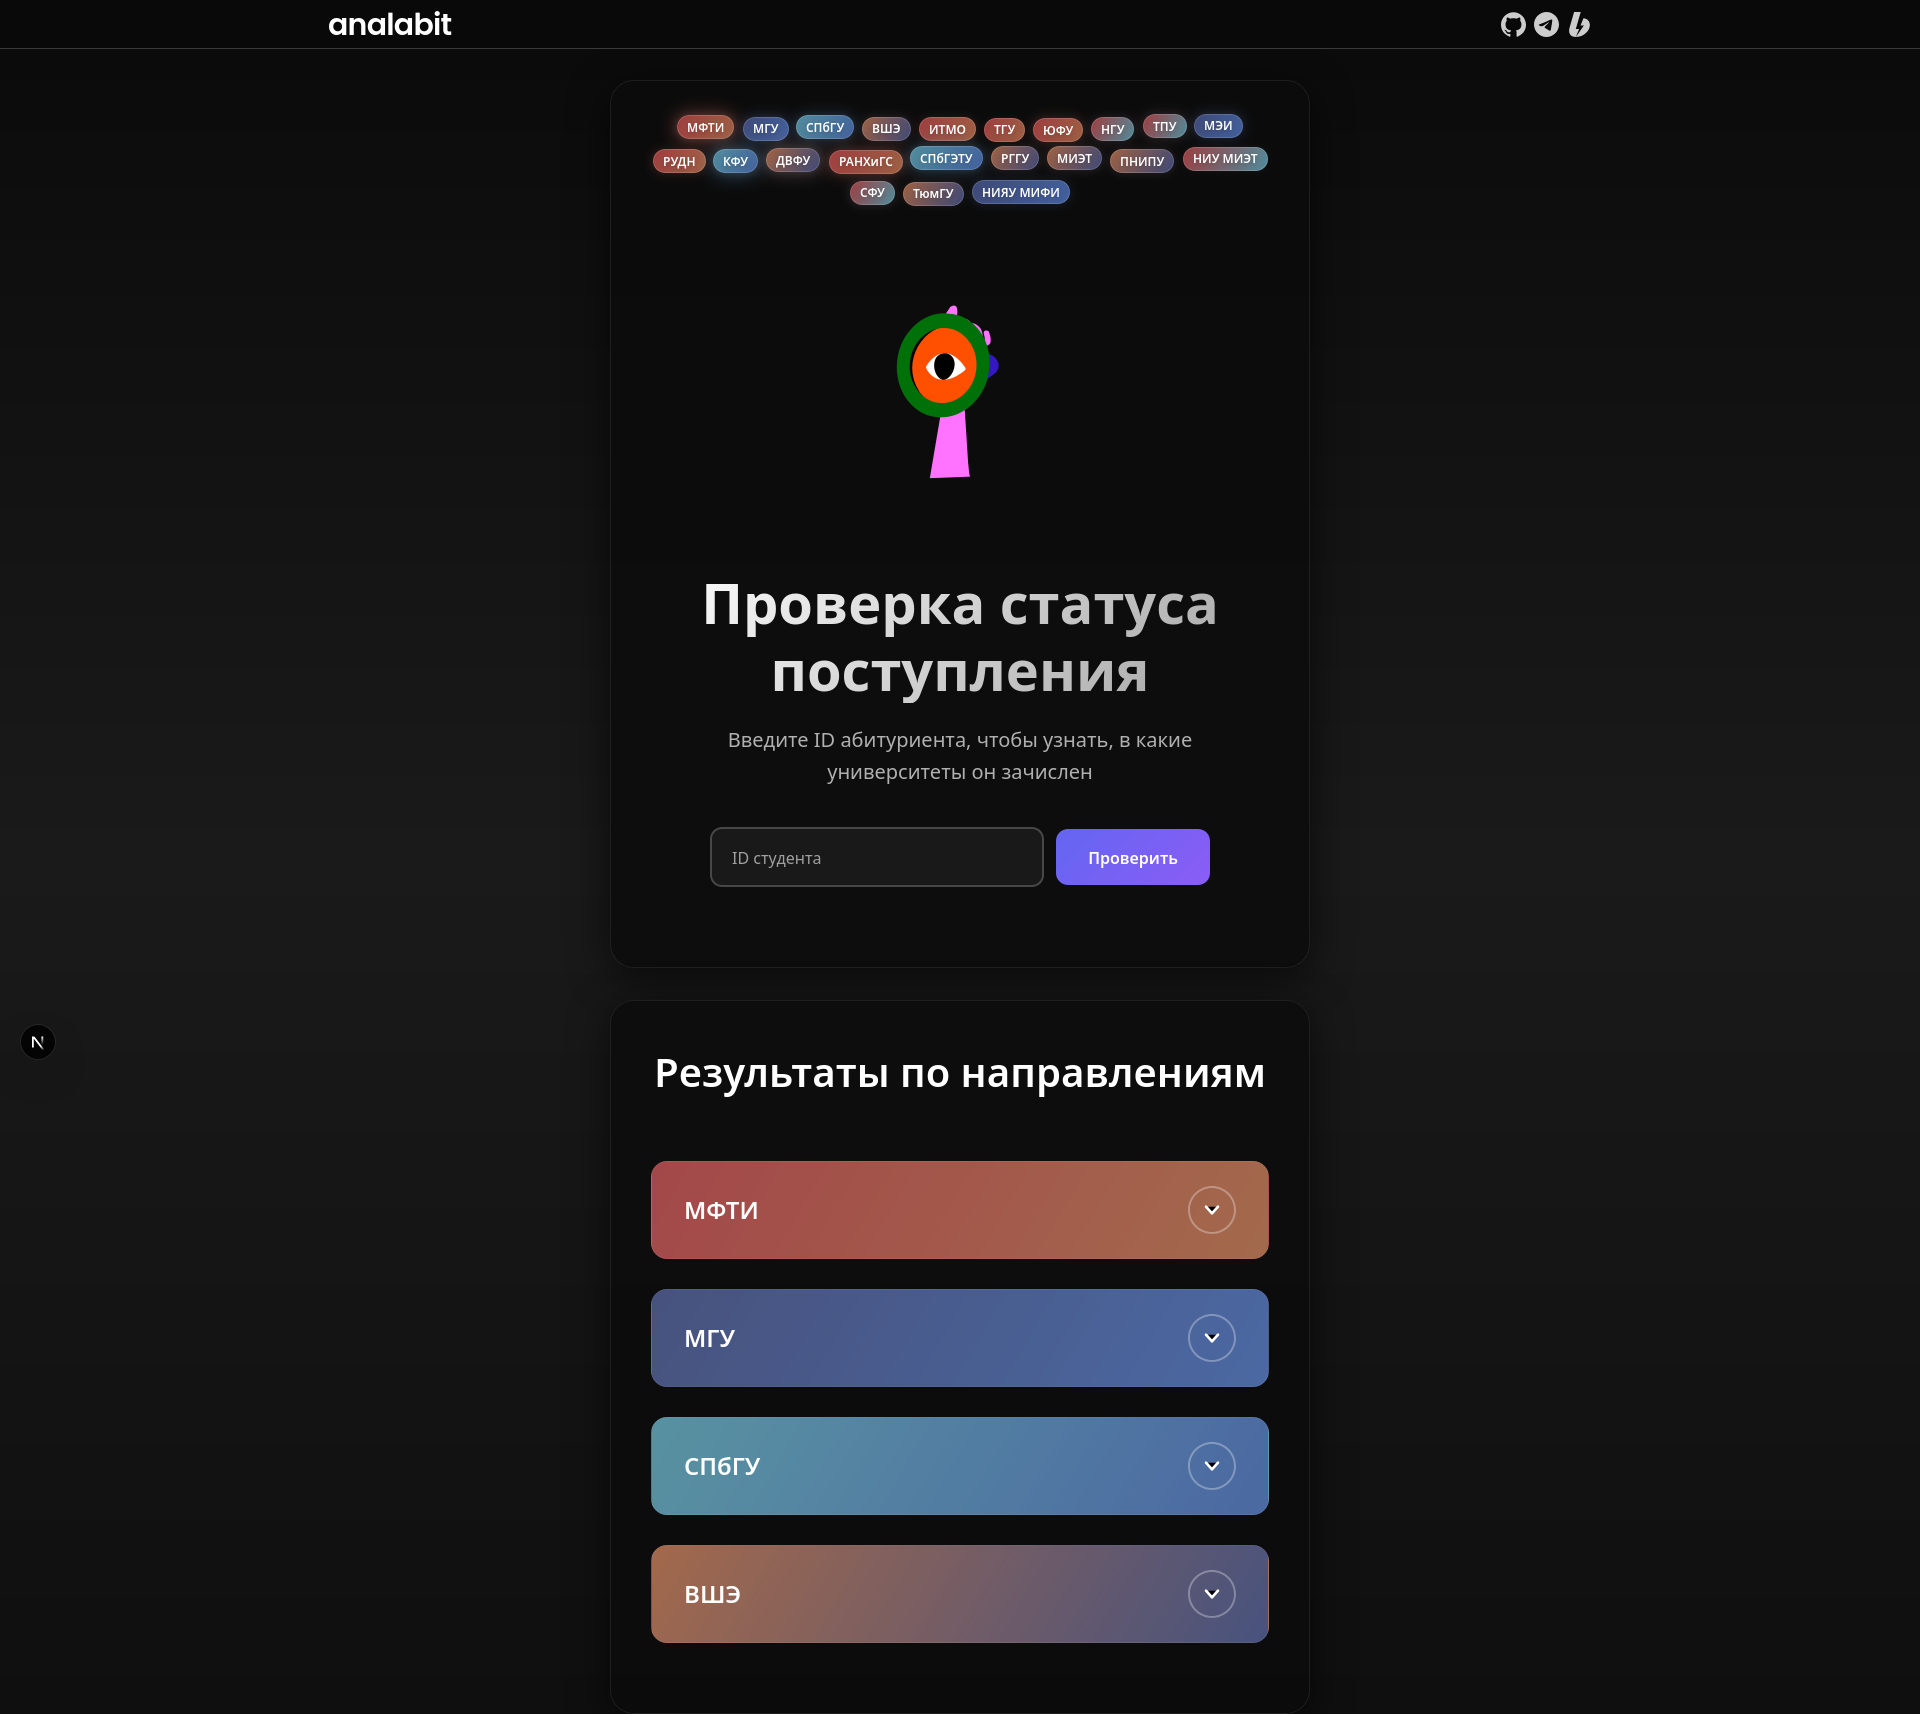 analabit
МФТИ МГУ СПбГУ ВШЭ ИТМО ТГУ ЮФУ НГУ ТПУ МЭИ
РУДН КФУ ДВФУ РАНХиГС СПбГЭТУ РГГУ МИЭТ ПНИПУ НИУ МИЭТ
СФУ ТюмГУ НИЯУ МИФИ
Проверка статуса
поступления
Введите ID абитуриента, чтобы узнать, в какие
университеты он зачислен
ID студента
Проверить
N
Результаты по направлениям
МФТИ
МГУ
СПбГУ
ВШЭ